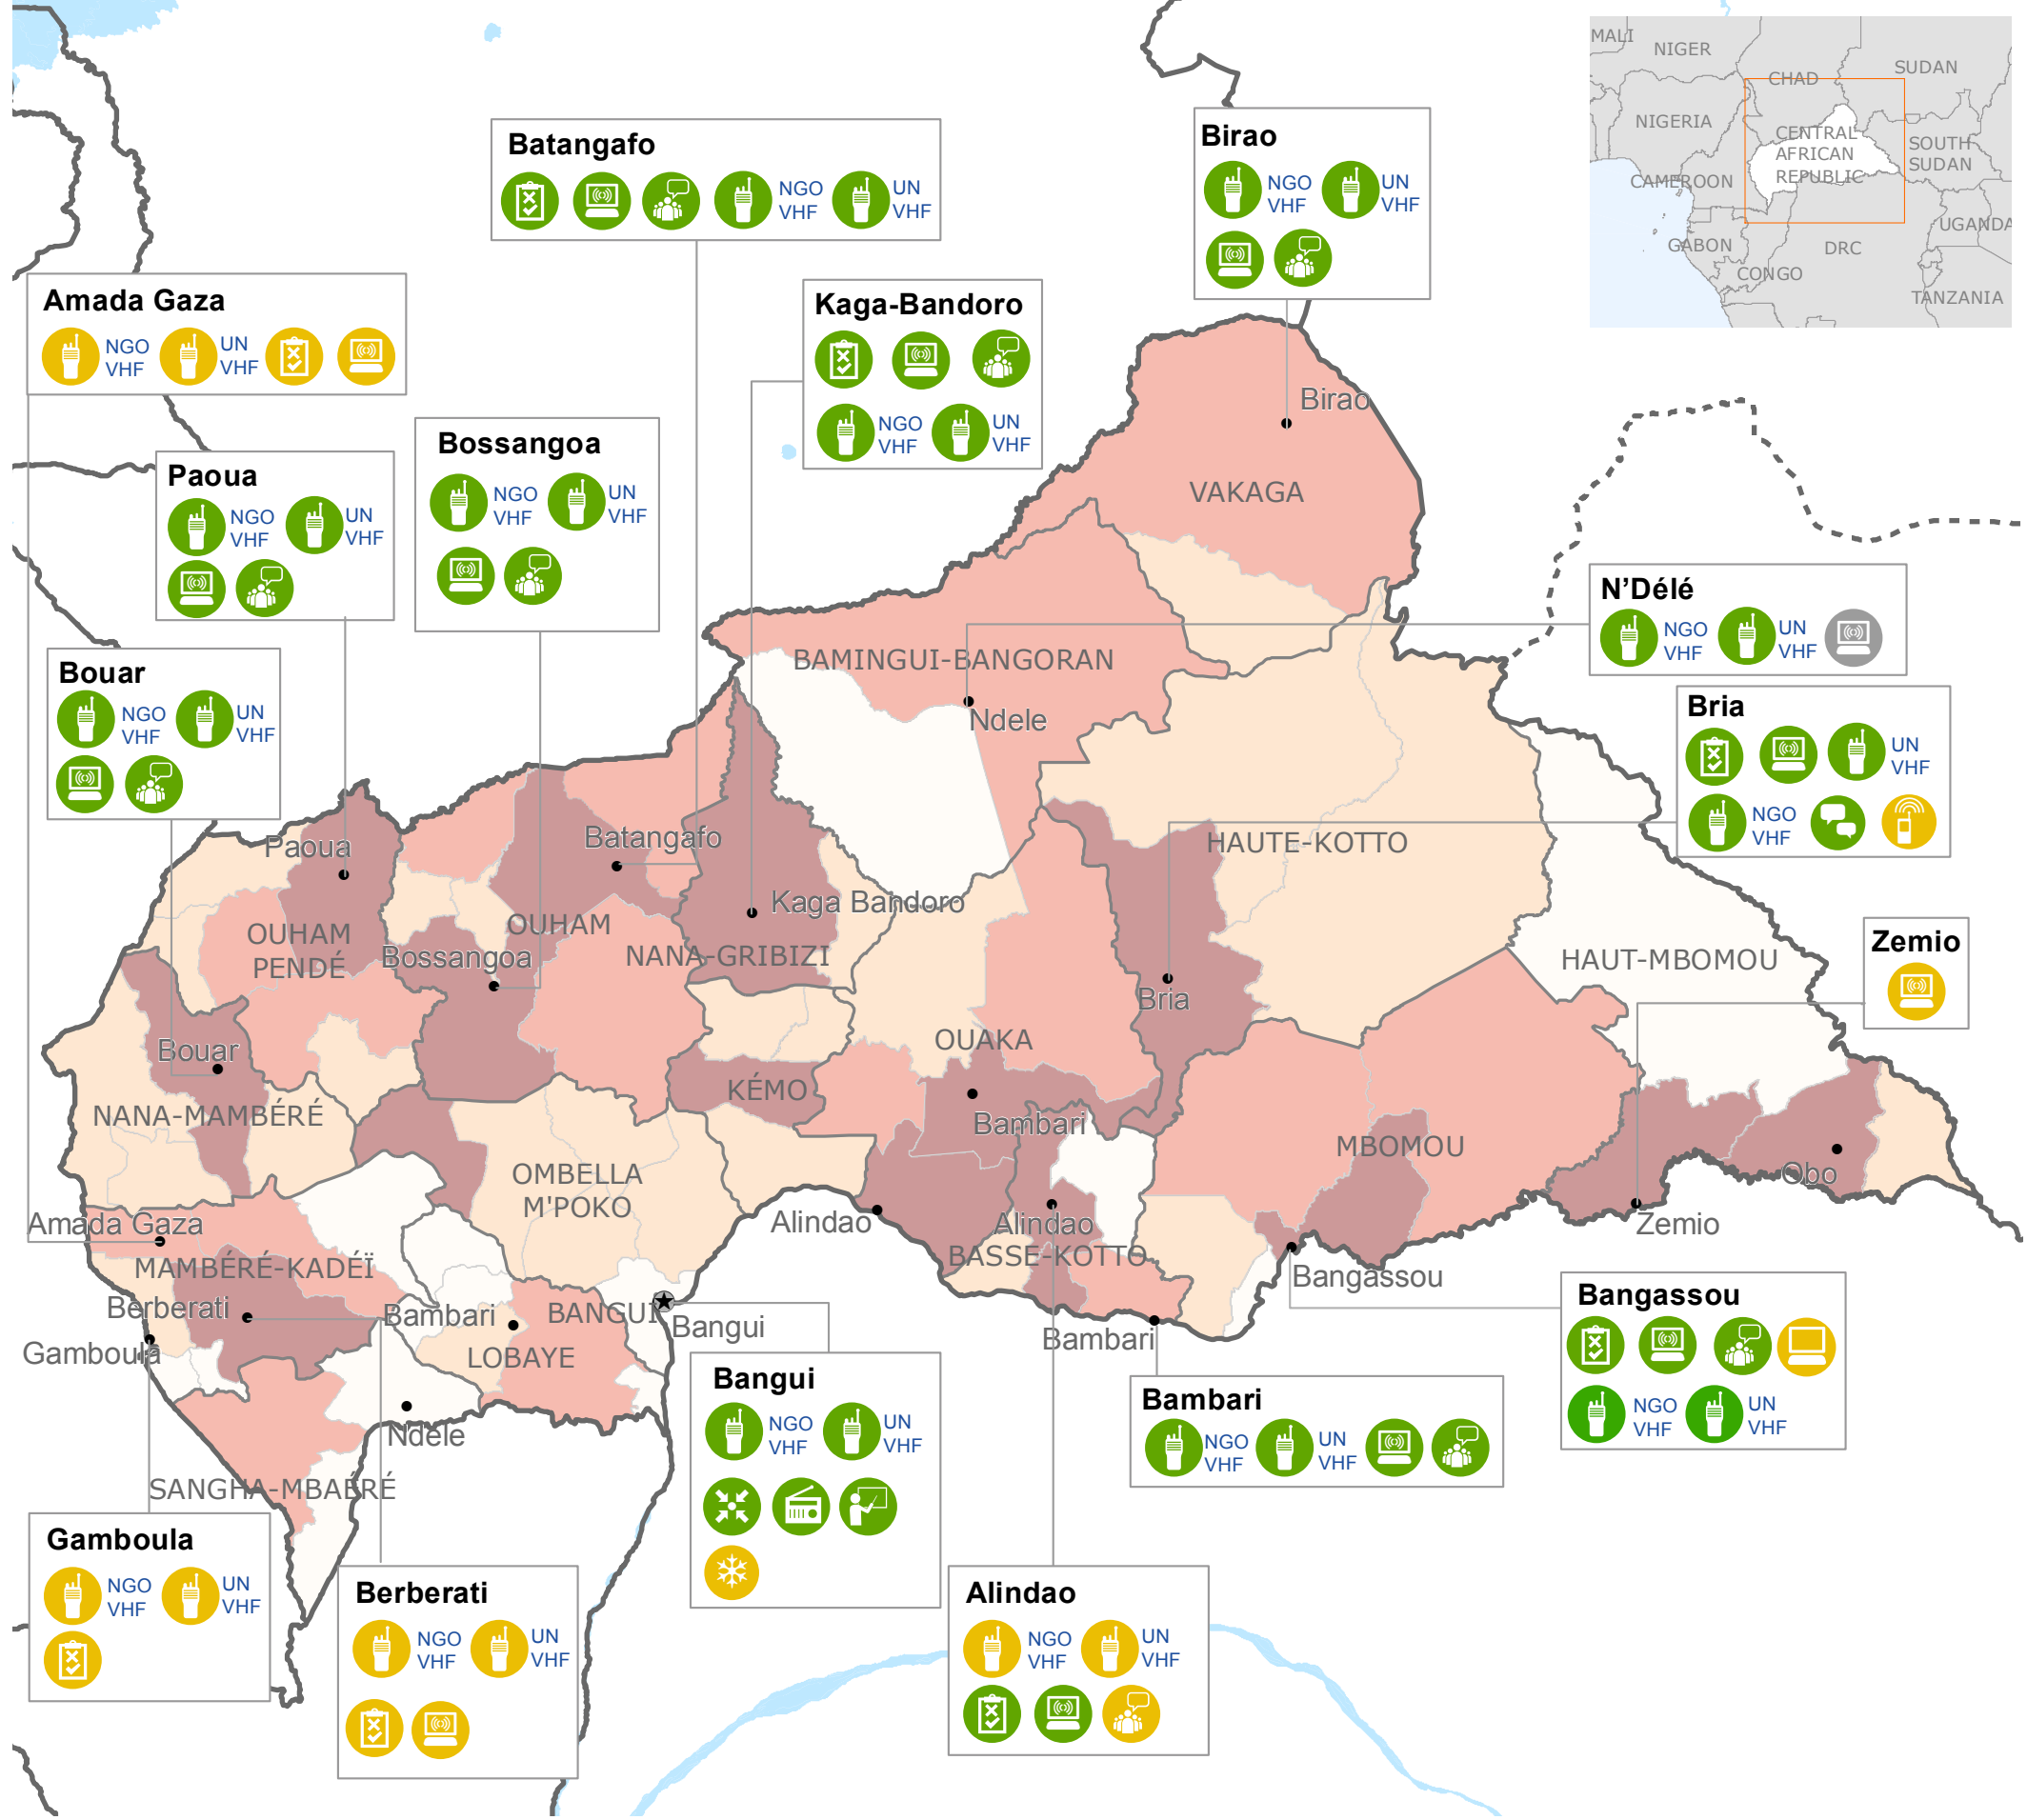 MALI
NIGER
CHAD
SUDAN
NIGERIA
CENTRAL
AFRICAN
REPUBLIC
SOUTH
SUDAN
CAMEROON
UGANDA
GABON
DRC
CONGO
TANZANIA
Batangafo
NGO
VHF
UN
VHF
Birao
NGO
VHF
UN
VHF
Amada Gaza
NGO
VHF
UN
VHF
Kaga-Bandoro
NGO
VHF
UN
VHF
Bossangoa
NGO
VHF
UN
VHF
Paoua
NGO
VHF
UN
VHF
Bouar
NGO
VHF
UN
VHF
N'Délé
NGO
VHF
UN
VHF
Bria
UN
VHF
NGO
VHF
Zemio
Birao
VAKAGA
BAMINGUI-BANGORAN
Ndele
Paoua
Batangafo
HAUTE-KOTTO
Kaga Bandoro
OUHAM
PENDÉ
OUHAM
Bossangoa
NANA-GRIBIZI
HAUT-MBOMOU
Bria
OUAKA
Bouar
KÉMO
NANA-MAMBÉRÉ
Bambari
MBOMOU
OMBELLA
M'POKO
Obo
Amada Gaza
Alindao
Alindao
Zemio
MAMBÉRÉ-KADÉÏ
BASSE-KOTTO
Bangassou
Berberati
Bambari
BANGUI
Bangui
Bambari
Gamboula
LOBAYE
Ndele
SANGHA-MBAÉRÉ
Bangassou
NGO
VHF
UN
VHF
Bangui
NGO
VHF
UN
VHF
Bambari
NGO
VHF
UN
VHF
Gamboula
NGO
VHF
UN
VHF
Berberati
NGO
VHF
UN
VHF
Alindao
NGO
VHF
UN
VHF